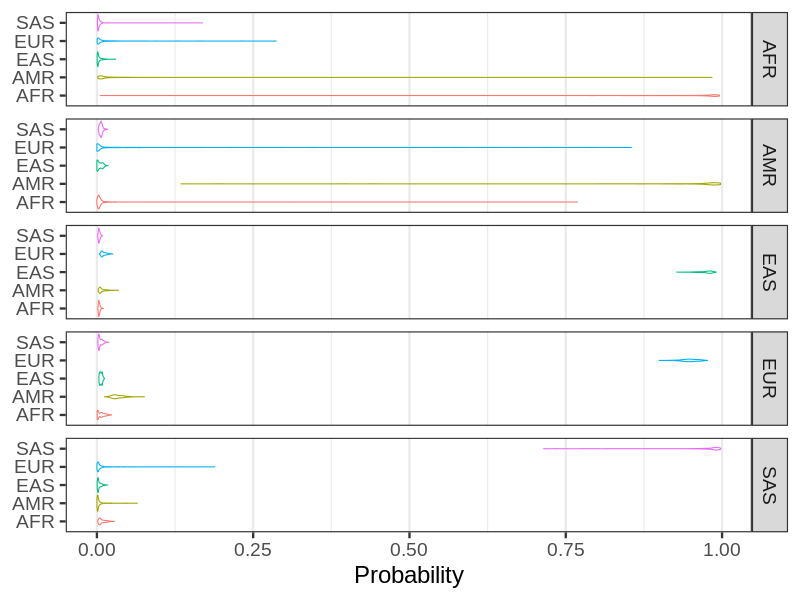 SAS
EUR
EAS
AMR
AFR
AFR
SAS
EUR
EAS
AMR
AFR
AMR
SAS
EUR
EAS
AMR
AFR
EAS
SAS
EUR
EAS
AMR
AFR
EUR
SAS
EUR
EAS
AMR
AFR
SAS
0.00 0.25 0.50 0.75 1.00
Probability